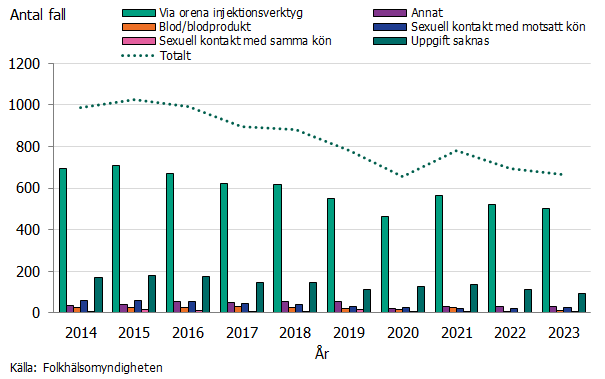 Antal fall
Via orena injektionsverktyg
Annat
Blod/blodprodukt
Sexuell kontakt med motsatt kön
Sexuell kontakt med samma kön
Uppgift saknas
Totalt
1200
1000
800
600
400
200
0
2014 2015 2016 2017 2018 2019 2020 2021 2022 2023
År
Källa: Folkhälsomyndigheten